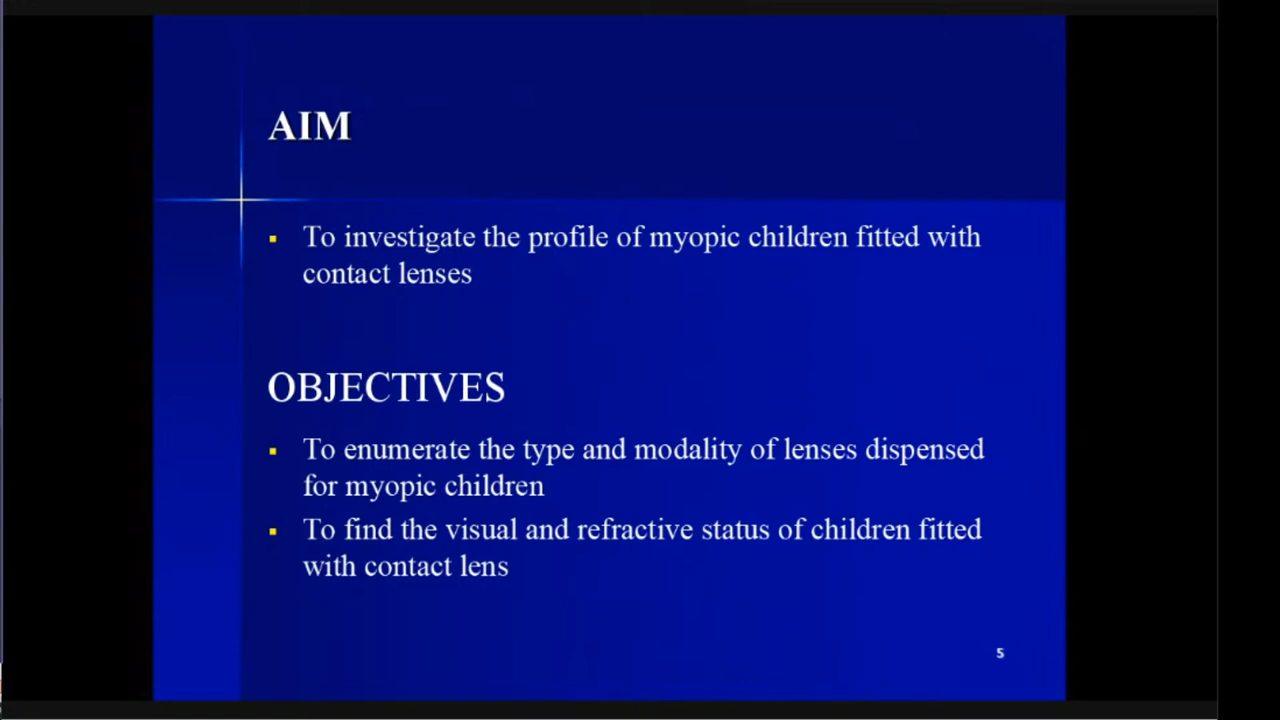 AIM
▪ To investigate the profile of myopic children fitted with
contact lenses
OBJECTIVES
▪ To enumerate the type and modality of lenses dispensed
for myopic children
▪ To find the visual and refractive status of children fitted
with contact lens
5